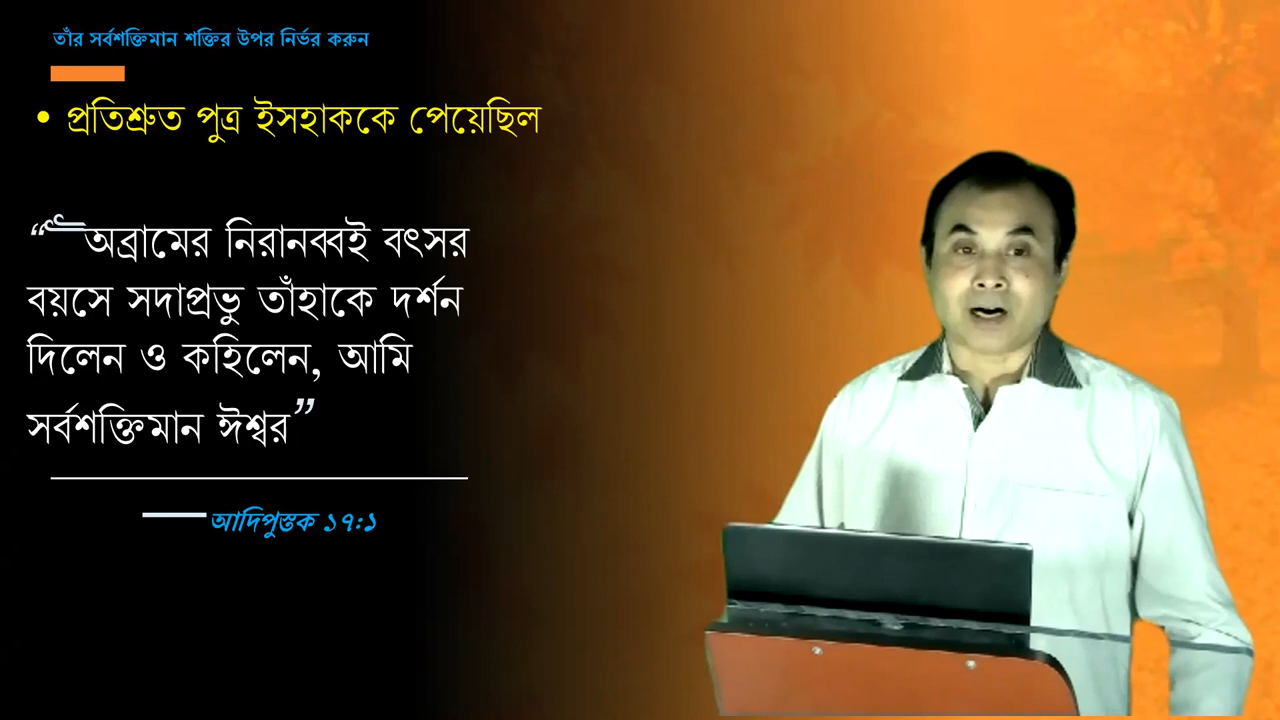 তাঁর সর্বশক্তিমান শক্তির উপর নির্ভর করুন
• প্রতিশ্রুত পুত্র ইসহাককে পেয়েছিল
“অব্রামের নিরানব্বই বৎসর
বয়সে সদাপ্রভু তাঁহাকে দর্শন
দিলেন ও কহিলেন, আমি
সর্বশক্তিমান ঈশ্বর”
আদিপুস্তক ১৭:১